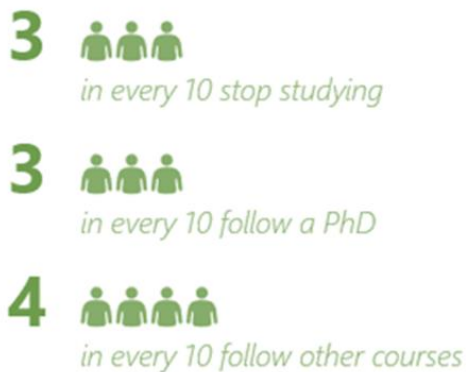 3
in every 10 stop studying
3
in every 10 follow a PhD
4
in every 10 follow other courses